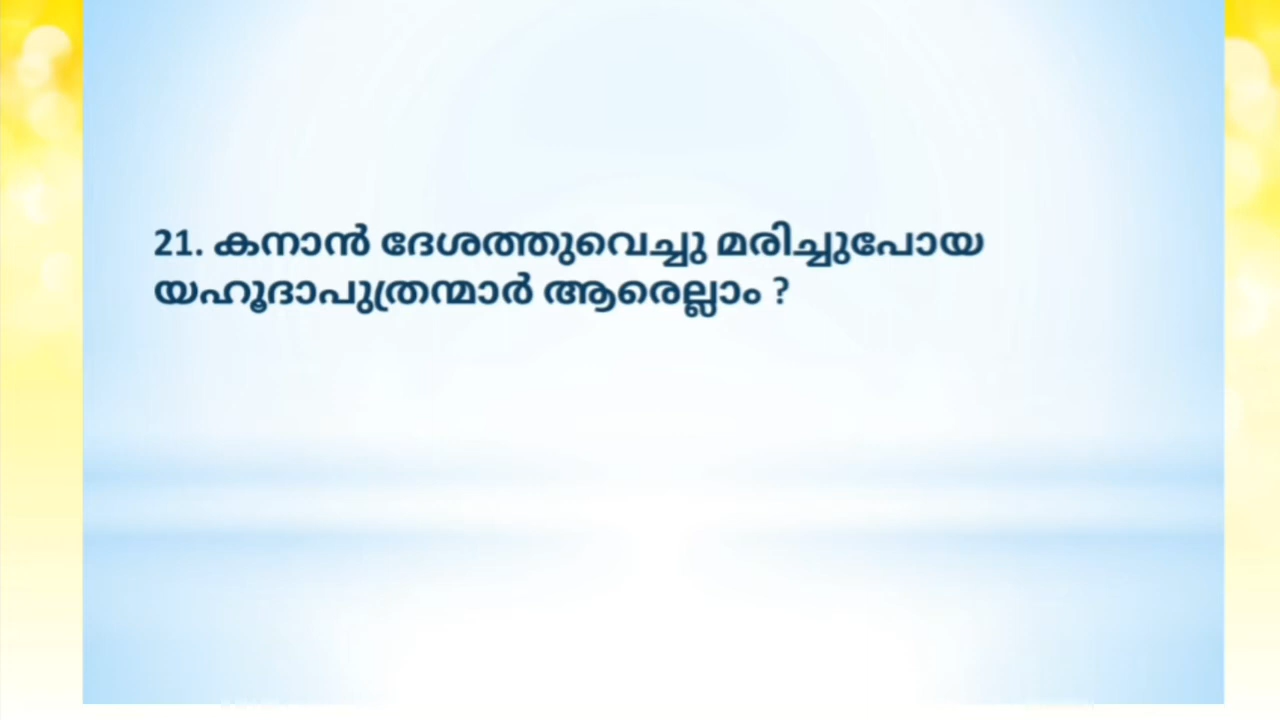 21. കനാൻ ദേശത്തുവെച്ചു മരിച്ചുപോയ
യഹൂദാപുത്രന്മാർ ആരെല്ലാം ?